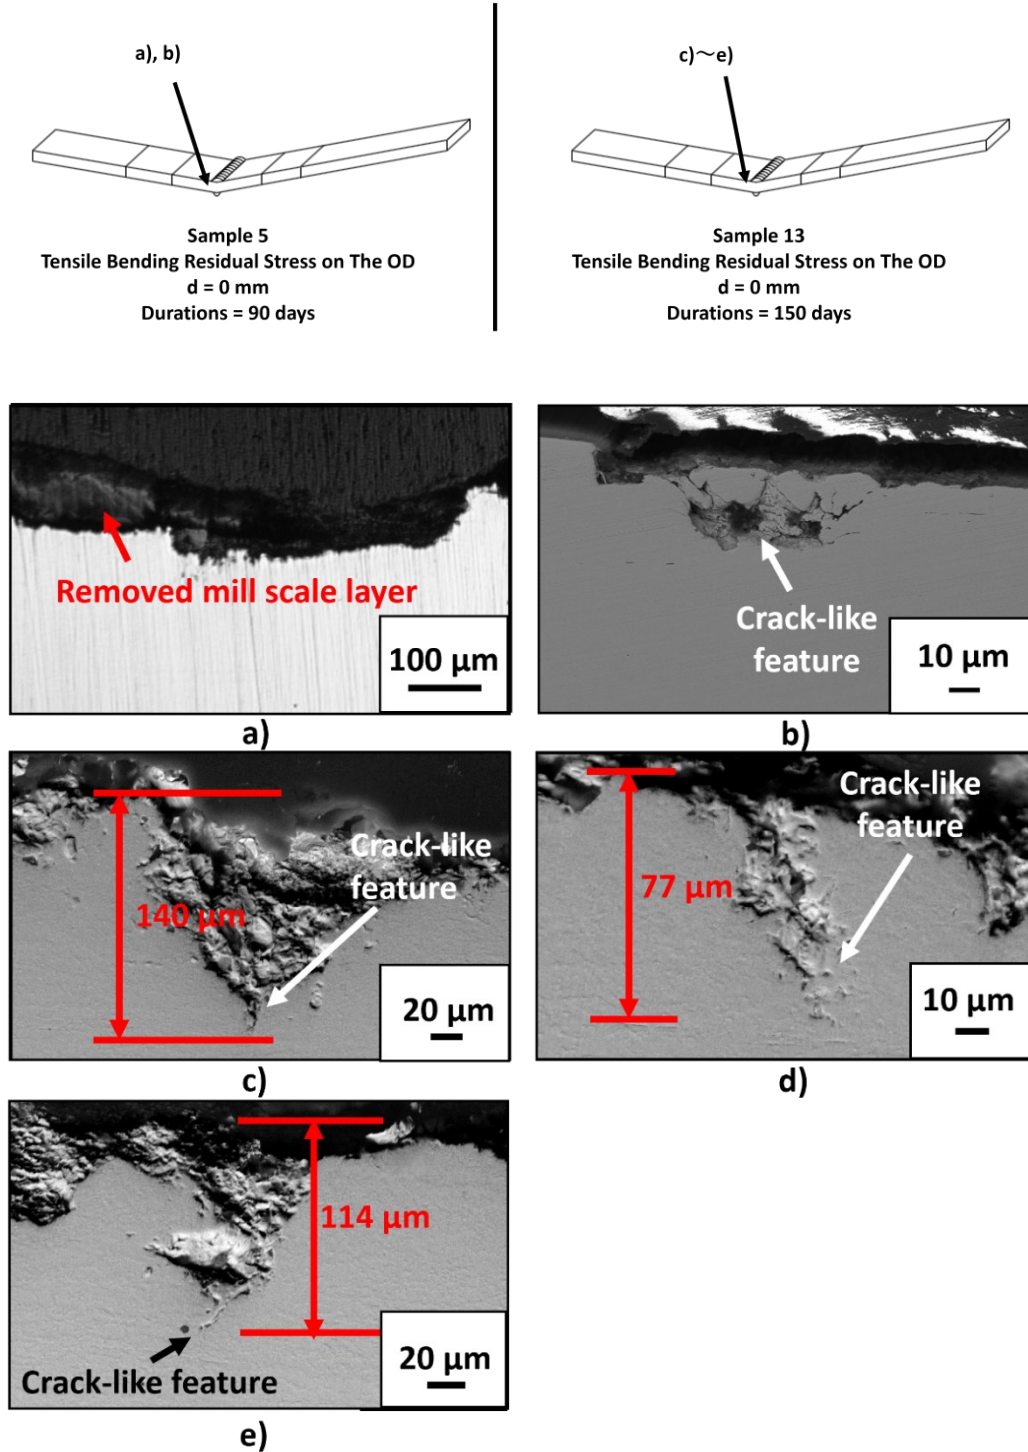 a), b)
c)～e)
Sample 5
Tensile Bending Residual Stress on The OD
d = 0 mm
Durations = 90 days
Sample 13
Tensile Bending Residual Stress on The OD
d = 0 mm
Durations = 150 days
Removed mill scale layer
100 μm
a)
Crack-like
feature
10 μm
b)
140 μm
Crack-like
feature
20 μm
c)
77 μm
Crack-like
feature
10 μm
d)
114 μm
Crack-like feature
20 μm
e)